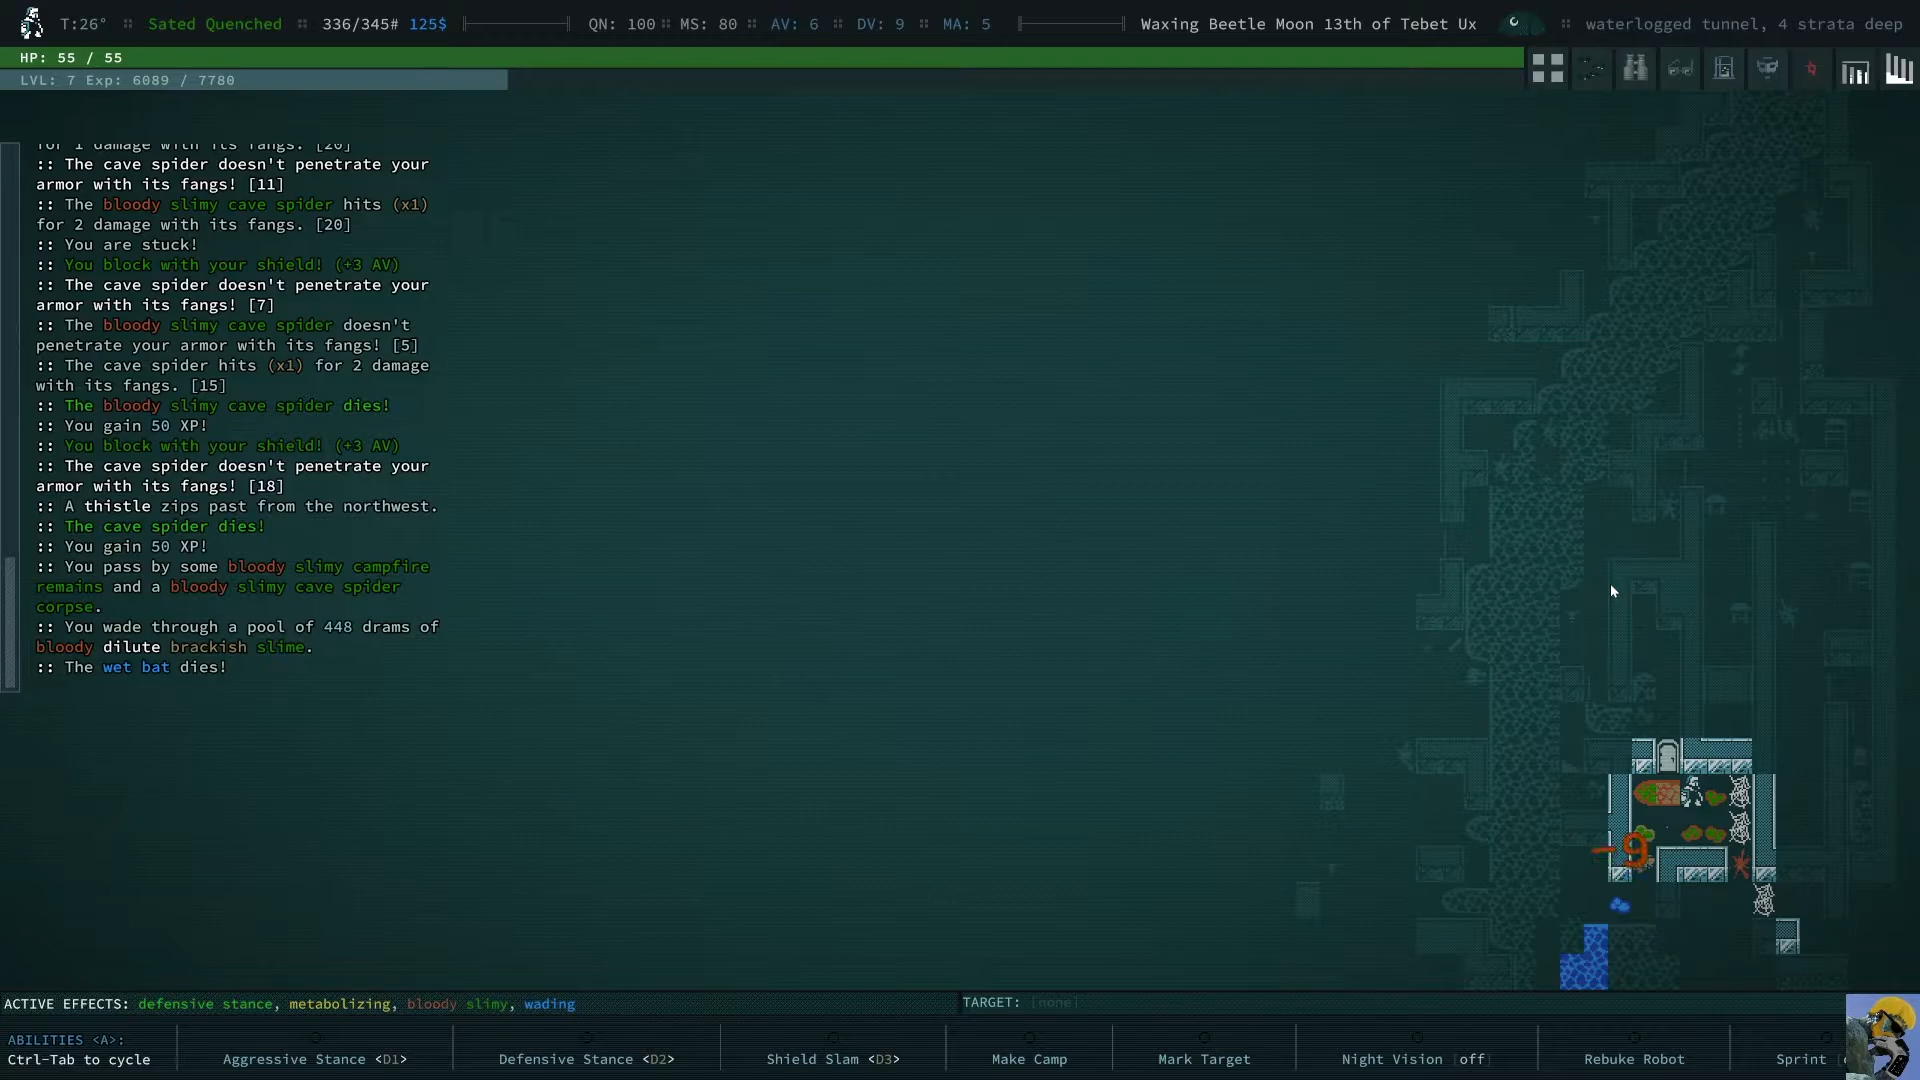 T:26° Sated Quenched 336/345# 125$ QN: 100 MS: 80 AV: 6 DV: 9 MA: 5 Waxing Beetle Moon 13th of Tebet Ux waterlogged tunnel, 4 strata deep
HP: 55 / 55
LVL: 7 Exp: 6089 / 7780
for 1 damage with its fangs. [20]
:: The cave spider doesn't penetrate your
armor with its fangs! [11]
:: The bloody slimy cave spider hits (x1)
for 2 damage with its fangs. [20]
:: You are stuck!
:: You block with your shield! (+3 AV)
:: The cave spider doesn't penetrate your
armor with its fangs! [7]
:: The bloody slimy cave spider doesn't
penetrate your armor with its fangs! [5]
:: The cave spider hits (x1) for 2 damage
with its fangs. [15]
:: The bloody slimy cave spider dies!
:: You gain 50 XP!
:: You block with your shield! (+3 AV)
:: The cave spider doesn't penetrate your
armor with its fangs! [18]
:: A thistle zips past from the northwest.
:: The cave spider dies!
:: You gain 50 XP!
:: You pass by some bloody slimy campfire
remains and a bloody slimy cave spider
corpse.
:: You wade through a pool of 448 drams of
bloody dilute brackish slime.
:: The wet bat dies!
-9
ACTIVE EFFECTS: defensive stance, metabolizing, bloody slimy, wading
TARGET: [none]
ABILITIES <A>:
Ctrl-Tab to cycle
Aggressive Stance <D1>
Defensive Stance <D2>
Shield Slam <D3>
Make Camp
Mark Target
Night Vision [off]
Rebuke Robot
Sprint